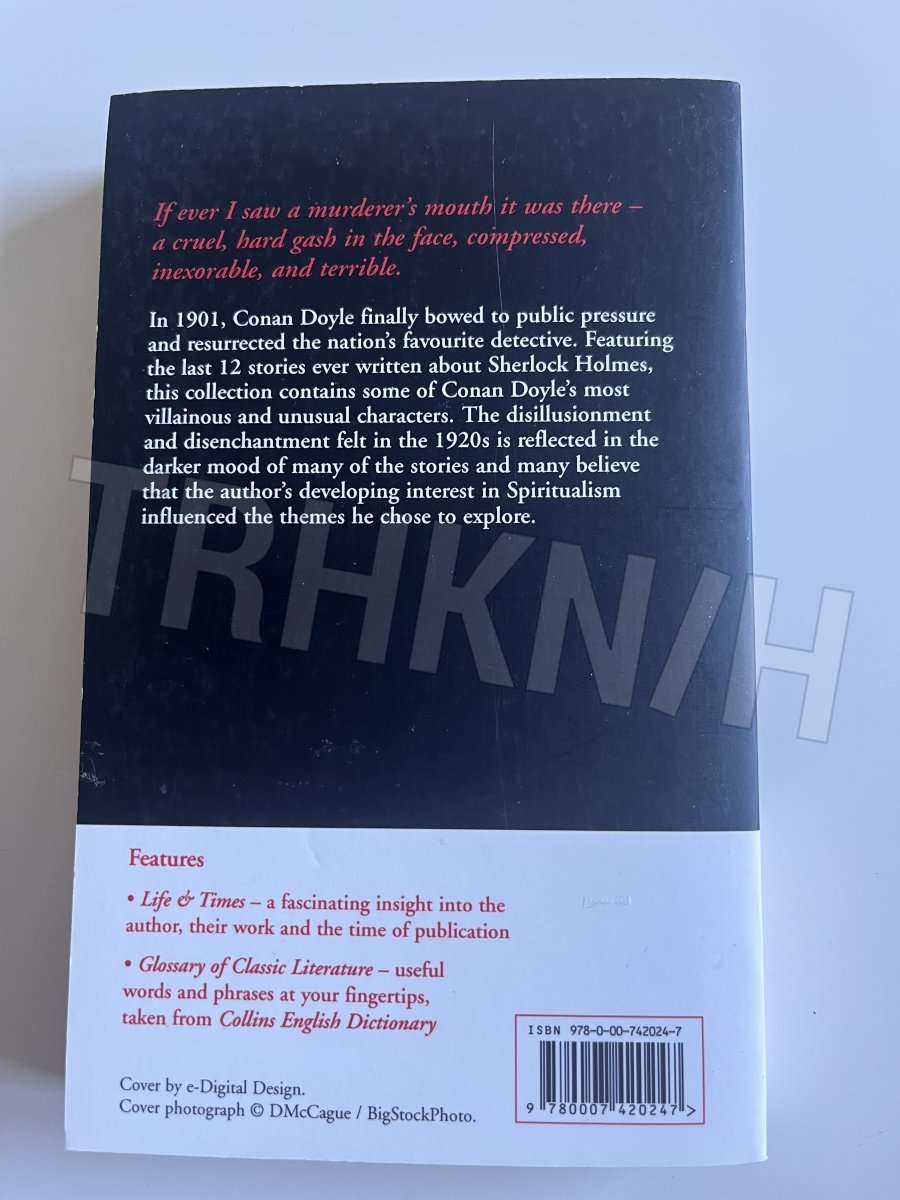 If ever I saw a murderer's mouth it was there –
a cruel, hard gash in the face, compressed,
inexorable, and terrible.
In 1901, Conan Doyle finally bowed to public pressure
and resurrected the nation's favourite detective. Featuring
the last 12 stories ever written about Sherlock Holmes,
this collection contains some of Conan Doyle's most
villainous and unusual characters. The disillusionment
and disenchantment felt in the 1920s is reflected in the
darker mood of many of the stories and many believe
that the author's developing interest in Spiritualism
influenced the themes he chose to explore.
TRHKN/H
Features
• Life & Times – a fascinating insight into the
author, their work and the time of publication
• Glossary of Classic Literature – useful
words and phrases at your fingertips,
taken from Collins English Dictionary
ISBN 978-0-00-742024-7
9 780007 420247 >
Cover by e-Digital Design.
Cover photograph © DMcCague / BigStockPhoto.